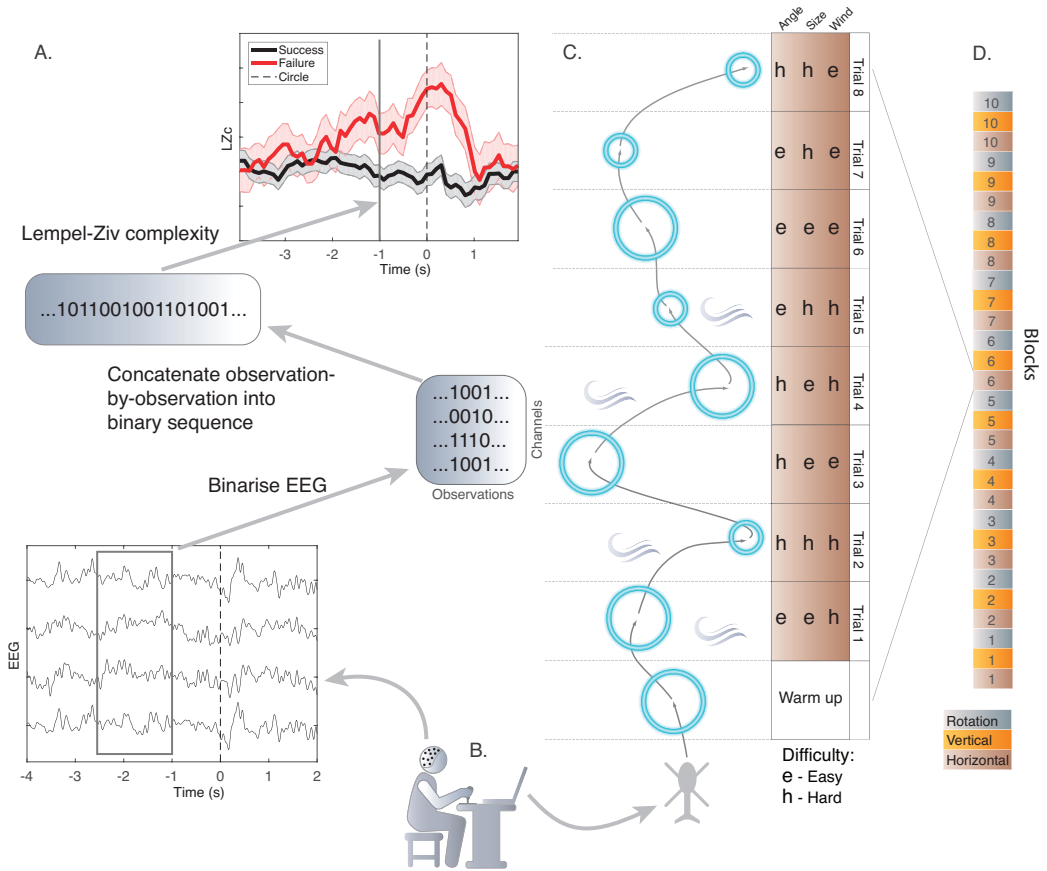 A.
Success
Failure
Circle
LZc
-3 -2 -1 0 1
Time (s)
Lempel-Ziv complexity
...1011001001101001...
Concatenate observation-
by-observation into
binary sequence
...1001...
...0010...
...1110...
...1001...
Channels
Observations
Binarise EEG
EEG
-4 -3 -2 -1 0 1 2
Time (s)
B.
C.
Angle Size Wind
h h e Trial 8
e h e Trial 7
e e e Trial 6
e h h Trial 5
h e h Trial 4
h e e Trial 3
h h h Trial 2
e e h Trial 1
Warm up
Difficulty:
e - Easy
h - Hard
D.
10
10
10
9
9
9
8
8
8
7
7
7
6
6
6
5
5
5
4
4
4
3
3
3
2
2
2
1
1
1
Blocks
Rotation
Vertical
Horizontal